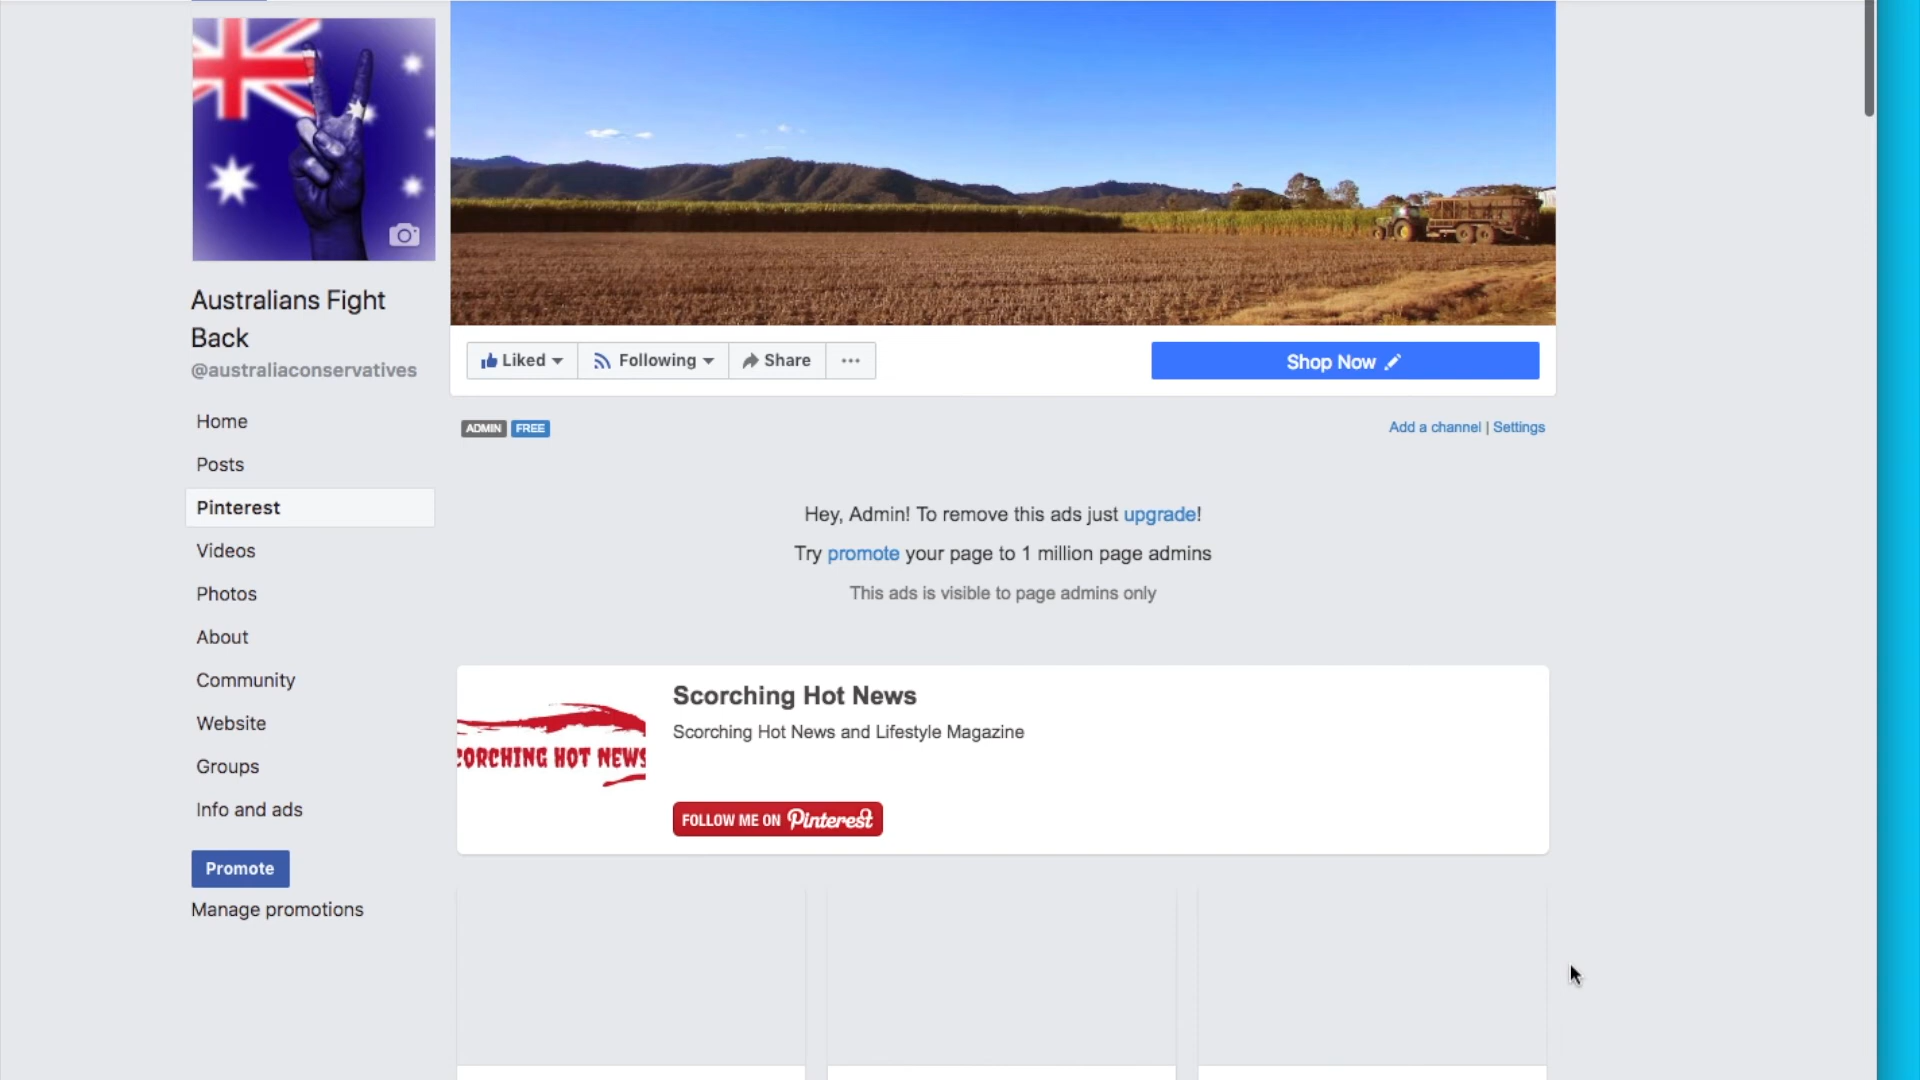 Australians Fight
Back
@australiaconservatives
Home
Posts
Pinterest
Videos
Photos
About
Community
Website
Groups
Info and ads
Promote
Manage promotions
Liked
Following
Share
Shop Now
ADMIN FREE
Add a channel | Settings
Hey, Admin! To remove this ads just upgrade!
Try promote your page to 1 million page admins
This ads is visible to page admins only
CORCHING HOT NEWS
Scorching Hot News
Scorching Hot News and Lifestyle Magazine
FOLLOW ME ON Pinterest